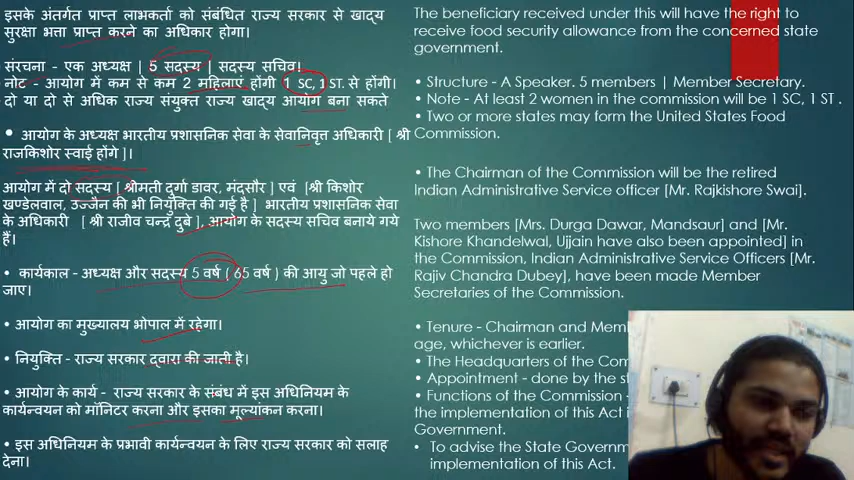 इसके अंतर्गत प्राप्त लाभकर्ता को संबंधित राज्य सरकार से खाद्य
सुरक्षा भत्ता प्राप्त करने का अधिकार होगा।
संरचना - एक अध्यक्ष | 5 सदस्य | सदस्य सचिव।
नोट - आयोग में कम से कम 2 महिलाएं होंगी 1 SC, 1 ST. से होंगी।
दो या दो से अधिक राज्य संयुक्त राज्य खाद्य आयोग बना सकते
• आयोग के अध्यक्ष भारतीय प्रशासनिक सेवा के सेवानिवृत्त अधिकारी [ श्री
राजकिशोर स्वाई होंगे ]।
आयोग में दो सदस्य [ श्रीमती दुर्गा डावर, मंदसौर ] एवं [श्री किशोर
खण्डेलवाल, उज्जैन की भी नियुक्ति की गई है ] भारतीय प्रशासनिक सेवा
के अधिकारी [ श्री राजीव चन्द्र दुबे ], आयोग के सदस्य सचिव बनाये गये
हैं।
• कार्यकाल - अध्यक्ष और सदस्य 5 वर्ष ( 65 वर्ष ) की आयु जो पहले हो
जाए।
• आयोग का मुख्यालय भोपाल में रहेगा।
• नियुक्ति - राज्य सरकार द्वारा की जाती है।
• आयोग के कार्य - राज्य सरकार के संबंध में इस अधिनियम के
कार्यन्वयन को मॉनिटर करना और इसका मूल्यांकन करना।
• इस अधिनियम के प्रभावी कार्यन्वयन के लिए राज्य सरकार को सलाह
देना।
The beneficiary received under this will have the right to
receive food security allowance from the concerned state
government.
• Structure - A Speaker. 5 members | Member Secretary.
• Note - At least 2 women in the commission will be 1 SC, 1 ST .
• Two or more states may form the United States Food
Commission.
• The Chairman of the Commission will be the retired
Indian Administrative Service officer [Mr. Rajkishore Swai].
Two members [Mrs. Durga Dawar, Mandsaur] and [Mr.
Kishore Khandelwal, Ujjain have also been appointed] in
the Commission, Indian Administrative Service Officers [Mr.
Rajiv Chandra Dubey], have been made Member
Secretaries of the Commission.
• Tenure - Chairman and
age, whichever is earlier.
• The Headquarters of the
• Appointment - done by the
• Functions of the Commission -
the implementation of this Act
Government.
• To advise the State
implementation of this Act.